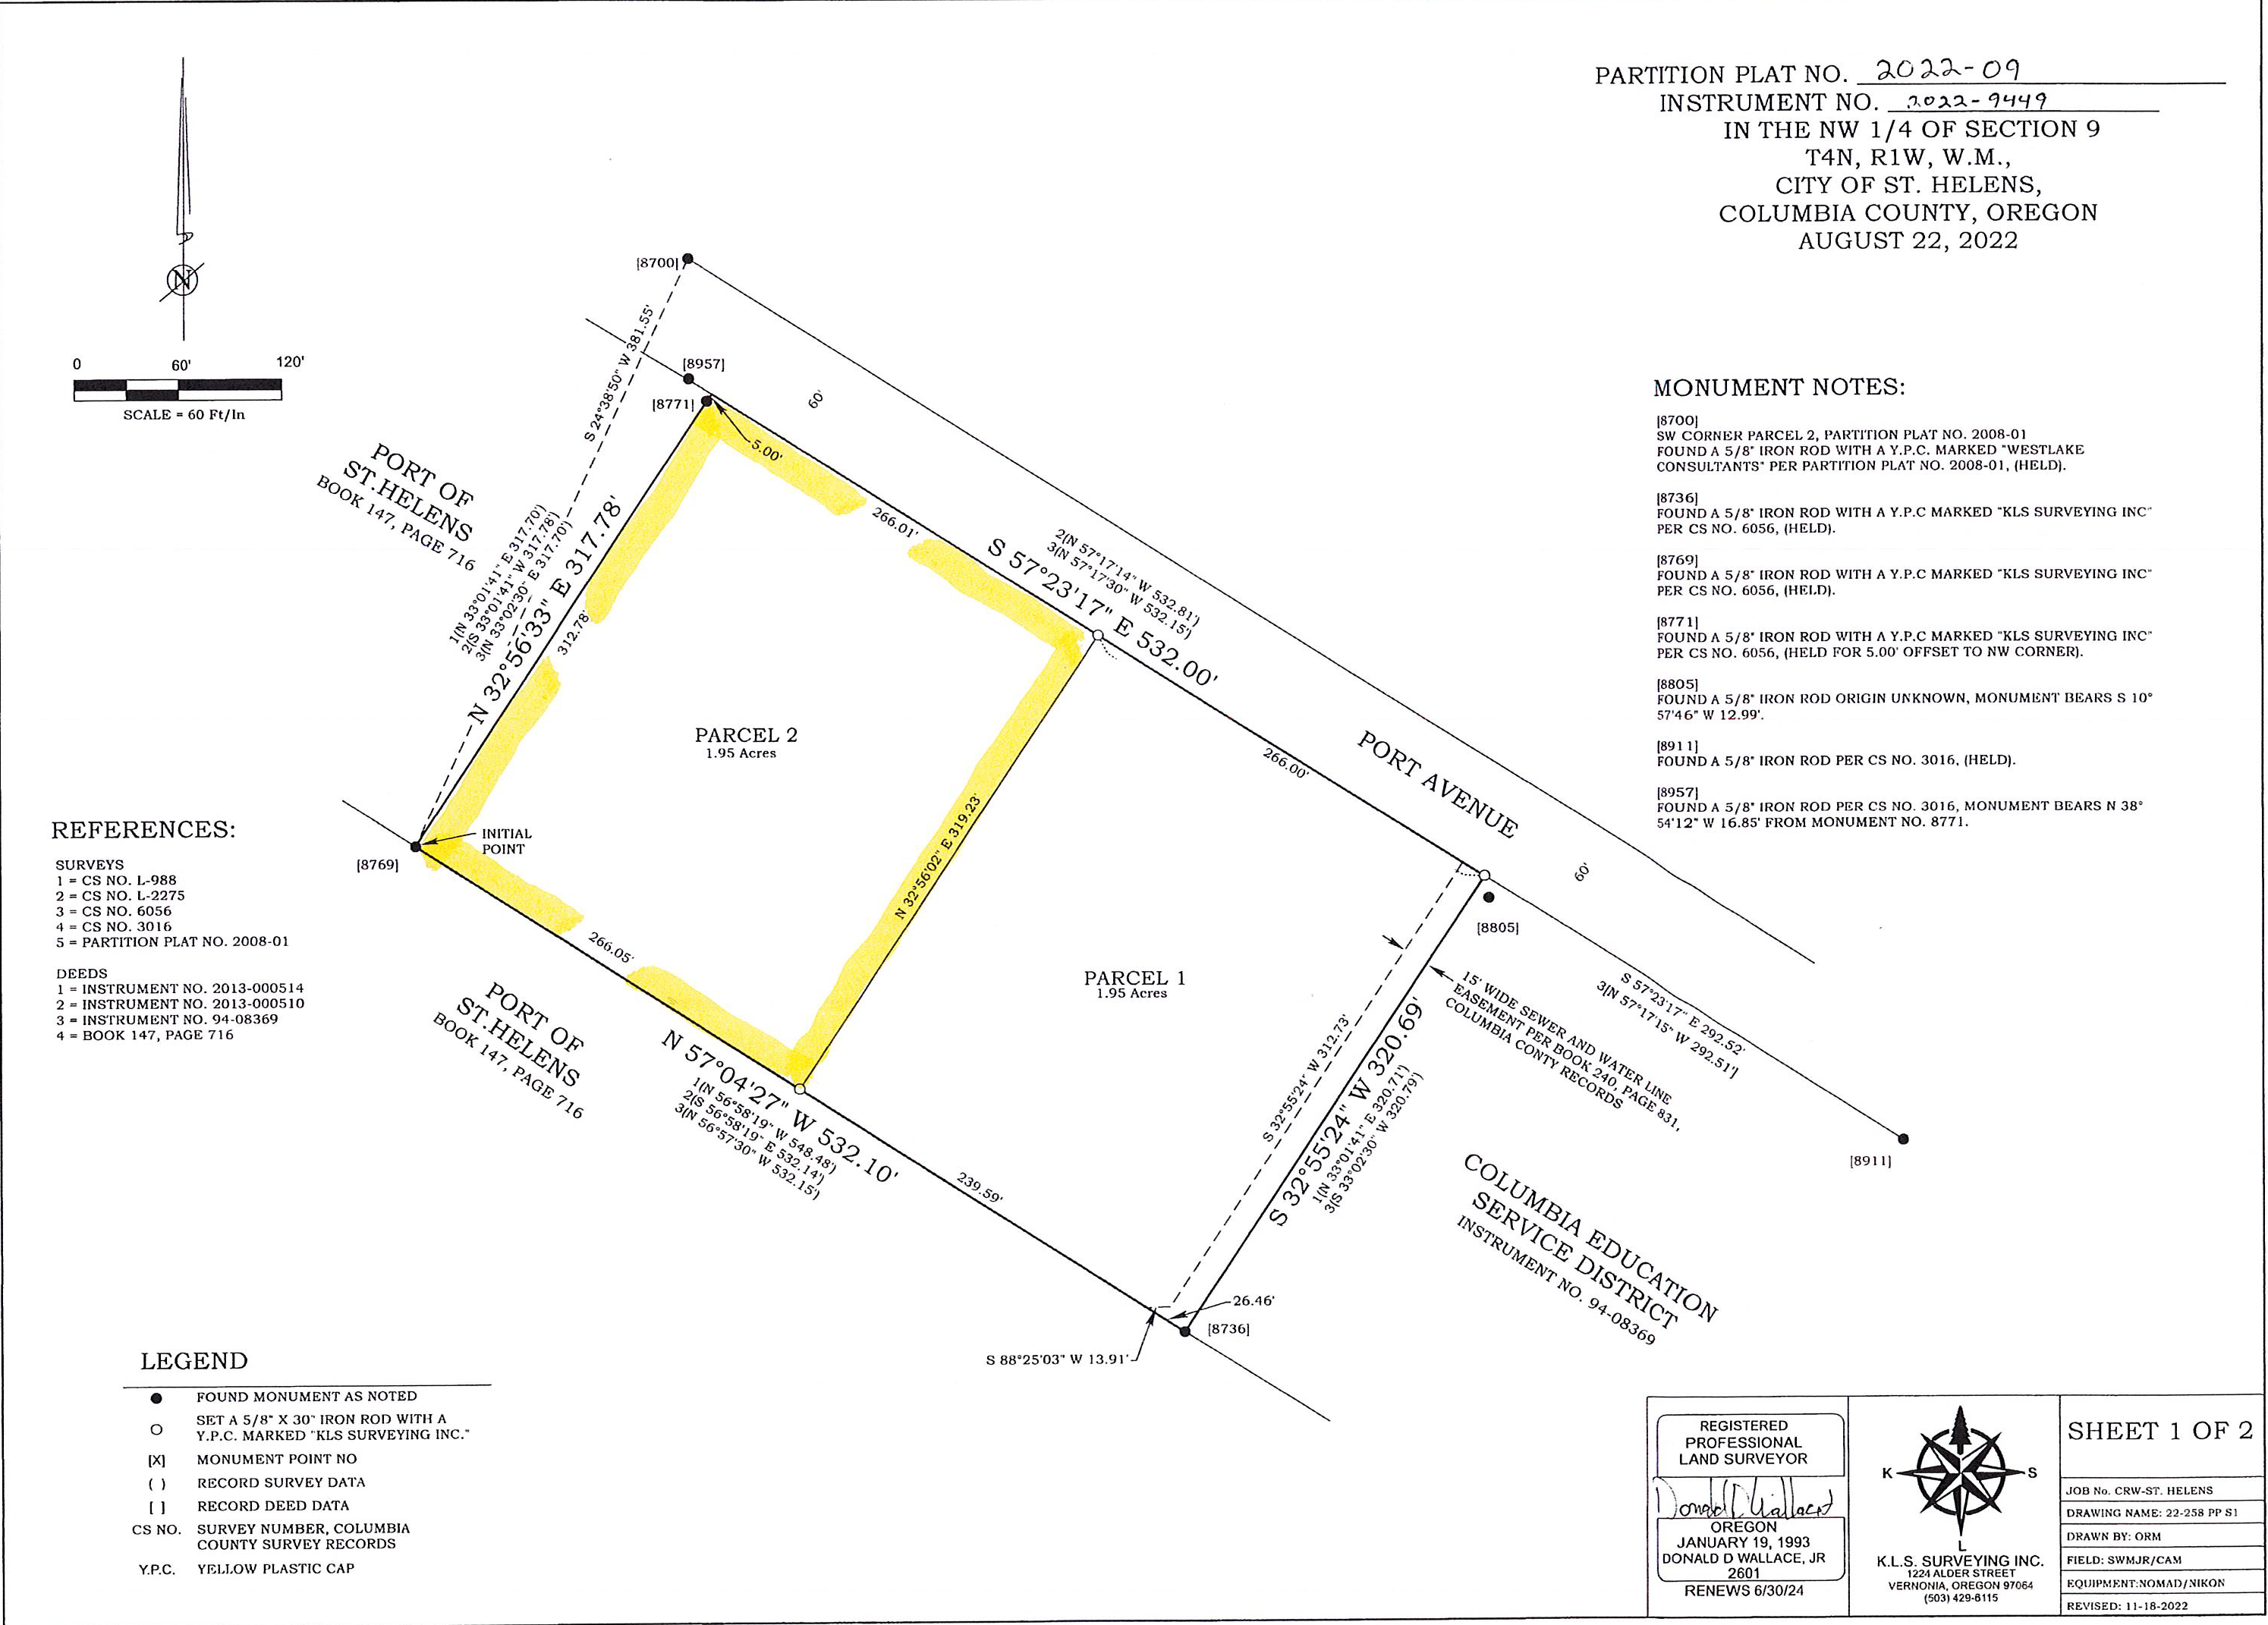 PARTITION PLAT NO. 2022-09
INSTRUMENT NO. 2022-9449
IN THE NW 1/4 OF SECTION 9
T4N, R1W, W.M.,
CITY OF ST. HELENS,
COLUMBIA COUNTY, OREGON
AUGUST 22, 2022
N
0 60' 120'
SCALE = 60 Ft/In
[8700]
[8957]
[8771]
S 24°38'50" W 381.55'
60'
5.00'
PORT OF
ST.HELENS
BOOK 147, PAGE 716
1(N 33°01'41" E 317.70')
2(S 33°01'41" W 317.78')
3(N 33°02'30" E 317.70')
N 32°56'33" E 317.78'
312.78'
266.01'
2(N 57°17'14" W 532.81')
3(N 57°17'30" W 532.15')
S 57°23'17" E 532.00'
PARCEL 2
1.95 Acres
N 32°56'02" E 319.23'
266.00'
PORT AVENUE
60'
INITIAL
POINT
[8769]
266.05'
PORT OF
ST.HELENS
BOOK 147, PAGE 716
N 57°04'27" W 532.10'
1(N 56°58'19" W 548.48')
2(S 56°58'19" E 532.14')
3(N 56°57'30" W 532.15')
PARCEL 1
1.95 Acres
239.59'
[8805]
S 57°23'17" E 292.52'
3[N 57°17'15" W 292.51']
[8911]
15' WIDE SEWER AND WATER LINE
EASEMENT PER BOOK 240, PAGE 831,
COLUMBIA CONTY RECORDS
S 32°55'24" W 312.73'
S 32°55'24" W 320.69'
1(N 33°01'41" E 320.71')
3(S 33°02'30" W 320.79')
COLUMBIA EDUCATION
SERVICE DISTRICT
INSTRUMENT NO. 94-08369
26.46'
[8736]
S 88°25'03" W 13.91'
MONUMENT NOTES:
[8700]
SW CORNER PARCEL 2, PARTITION PLAT NO. 2008-01
FOUND A 5/8" IRON ROD WITH A Y.P.C. MARKED "WESTLAKE
CONSULTANTS" PER PARTITION PLAT NO. 2008-01, (HELD).
[8736]
FOUND A 5/8" IRON ROD WITH A Y.P.C MARKED "KLS SURVEYING INC"
PER CS NO. 6056, (HELD).
[8769]
FOUND A 5/8" IRON ROD WITH A Y.P.C MARKED "KLS SURVEYING INC"
PER CS NO. 6056, (HELD).
[8771]
FOUND A 5/8" IRON ROD WITH A Y.P.C MARKED "KLS SURVEYING INC"
PER CS NO. 6056, (HELD FOR 5.00' OFFSET TO NW CORNER).
[8805]
FOUND A 5/8" IRON ROD ORIGIN UNKNOWN, MONUMENT BEARS S 10°
57'46" W 12.99'.
[8911]
FOUND A 5/8" IRON ROD PER CS NO. 3016, (HELD).
[8957]
FOUND A 5/8" IRON ROD PER CS NO. 3016, MONUMENT BEARS N 38°
54'12" W 16.85' FROM MONUMENT NO. 8771.
REFERENCES:
SURVEYS
1 = CS NO. L-988
2 = CS NO. L-2275
3 = CS NO. 6056
4 = CS NO. 3016
5 = PARTITION PLAT NO. 2008-01
DEEDS
1 = INSTRUMENT NO. 2013-000514
2 = INSTRUMENT NO. 2013-000510
3 = INSTRUMENT NO. 94-08369
4 = BOOK 147, PAGE 716
LEGEND
FOUND MONUMENT AS NOTED
SET A 5/8" X 30" IRON ROD WITH A
Y.P.C. MARKED "KLS SURVEYING INC."
[X] MONUMENT POINT NO
( ) RECORD SURVEY DATA
[ ] RECORD DEED DATA
CS NO. SURVEY NUMBER, COLUMBIA
COUNTY SURVEY RECORDS
Y.P.C. YELLOW PLASTIC CAP
REGISTERED
PROFESSIONAL
LAND SURVEYOR
Donald D Wallace Jr
OREGON
JANUARY 19, 1993
DONALD D WALLACE, JR
2601
RENEWS 6/30/24
K S
L
K.L.S. SURVEYING INC.
1224 ALDER STREET
VERNONIA, OREGON 97064
(503) 429-6115
SHEET 1 OF 2
JOB No. CRW-ST. HELENS
DRAWING NAME: 22-258 PP S1
DRAWN BY: ORM
FIELD: SWMJR/CAM
EQUIPMENT:NOMAD/NIKON
REVISED: 11-18-2022